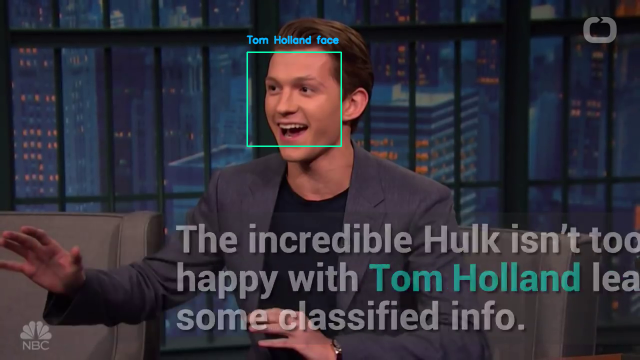 Tom Holland face
The incredible Hulk isn't too
happy with Tom Holland lea
some classified info.
NBC